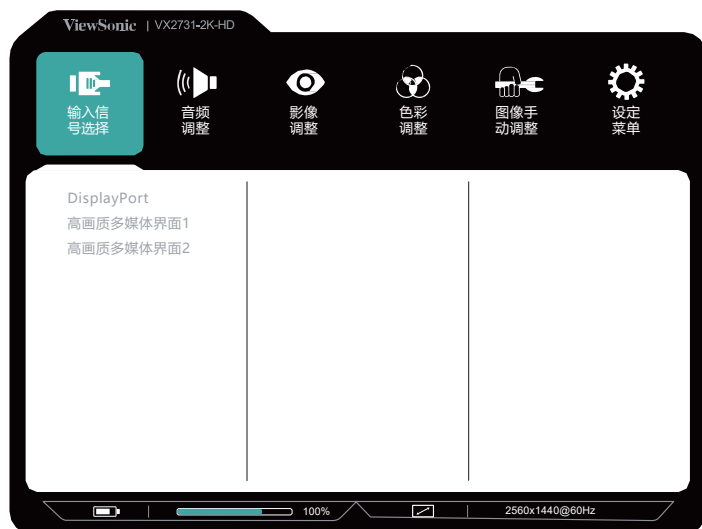 ViewSonic | VX2731-2K-HD
输入信
号选择
音频
调整
影像
调整
色彩
调整
图像手
动调整
设定
菜单
DisplayPort
高画质多媒体界面1
高画质多媒体界面2
100%
2560x1440@60Hz